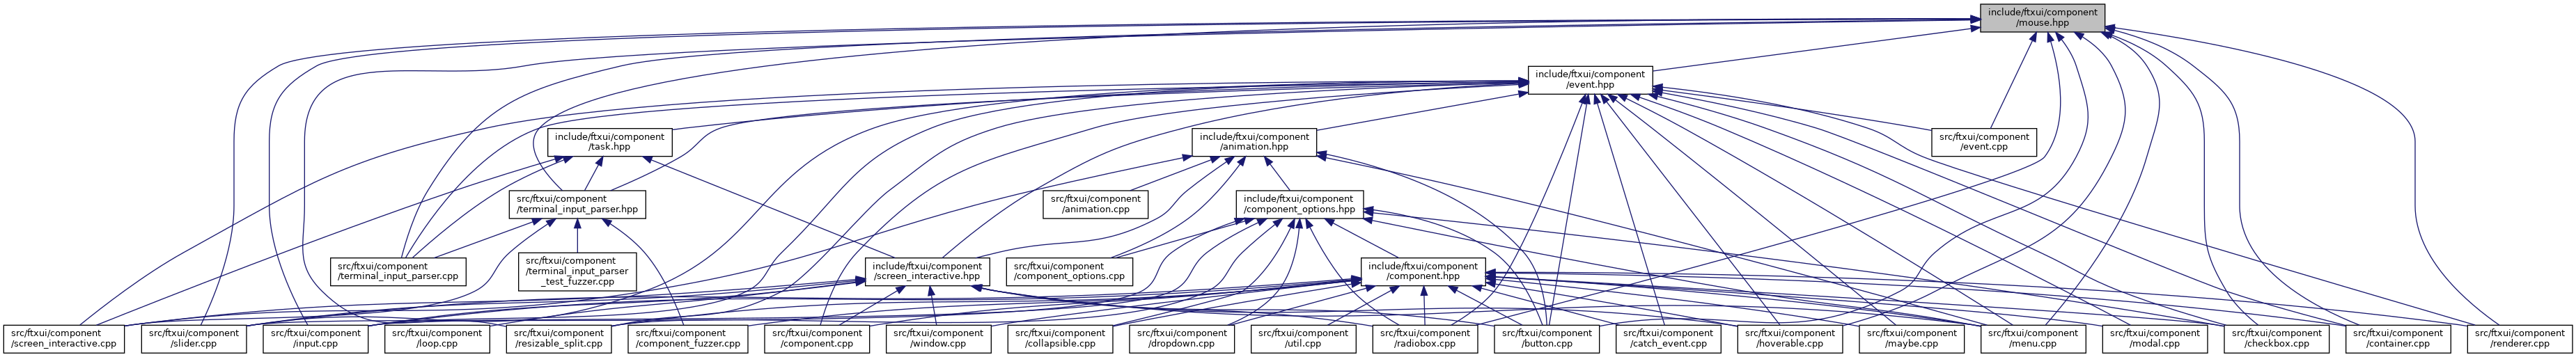 include/ftxui/component
/mouse.hpp
include/ftxui/component
/event.hpp
include/ftxui/component
/task.hpp
include/ftxui/component
/animation.hpp
src/ftxui/component
/event.cpp
src/ftxui/component
/terminal_input_parser.hpp
src/ftxui/component
/animation.cpp
include/ftxui/component
/component_options.hpp
src/ftxui/component
/terminal_input_parser.cpp
src/ftxui/component
/terminal_input_parser
_test_fuzzer.cpp
include/ftxui/component
/screen_interactive.hpp
src/ftxui/component
/component_options.cpp
include/ftxui/component
/component.hpp
src/ftxui/component
/screen_interactive.cpp
src/ftxui/component
/slider.cpp
src/ftxui/component
/input.cpp
src/ftxui/component
/loop.cpp
src/ftxui/component
/resizable_split.cpp
src/ftxui/component
/component_fuzzer.cpp
src/ftxui/component
/component.cpp
src/ftxui/component
/window.cpp
src/ftxui/component
/collapsible.cpp
src/ftxui/component
/dropdown.cpp
src/ftxui/component
/util.cpp
src/ftxui/component
/radiobox.cpp
src/ftxui/component
/button.cpp
src/ftxui/component
/catch_event.cpp
src/ftxui/component
/hoverable.cpp
src/ftxui/component
/maybe.cpp
src/ftxui/component
/menu.cpp
src/ftxui/component
/modal.cpp
src/ftxui/component
/checkbox.cpp
src/ftxui/component
/container.cpp
src/ftxui/component
/renderer.cpp